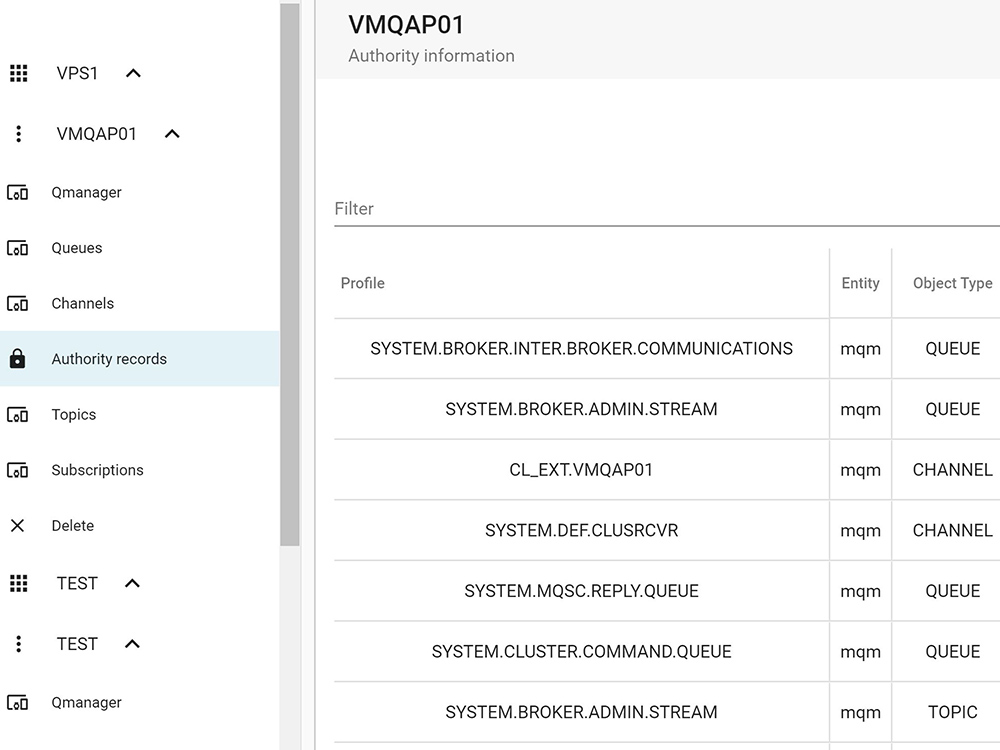 VPS1
VMQAP01
Qmanager
Queues
Channels
Authority records
Topics
Subscriptions
Delete
TEST
TEST
Qmanager
VMQAP01
Authority information
Filter
Profile Entity Object Type
SYSTEM.BROKER.INTER.BROKER.COMMUNICATIONS mqm QUEUE
SYSTEM.BROKER.ADMIN.STREAM mqm QUEUE
CL_EXT.VMQAP01 mqm CHANNEL
SYSTEM.DEF.CLUSRCVR mqm CHANNEL
SYSTEM.MQSC.REPLY.QUEUE mqm QUEUE
SYSTEM.CLUSTER.COMMAND.QUEUE mqm QUEUE
SYSTEM.BROKER.ADMIN.STREAM mqm TOPIC